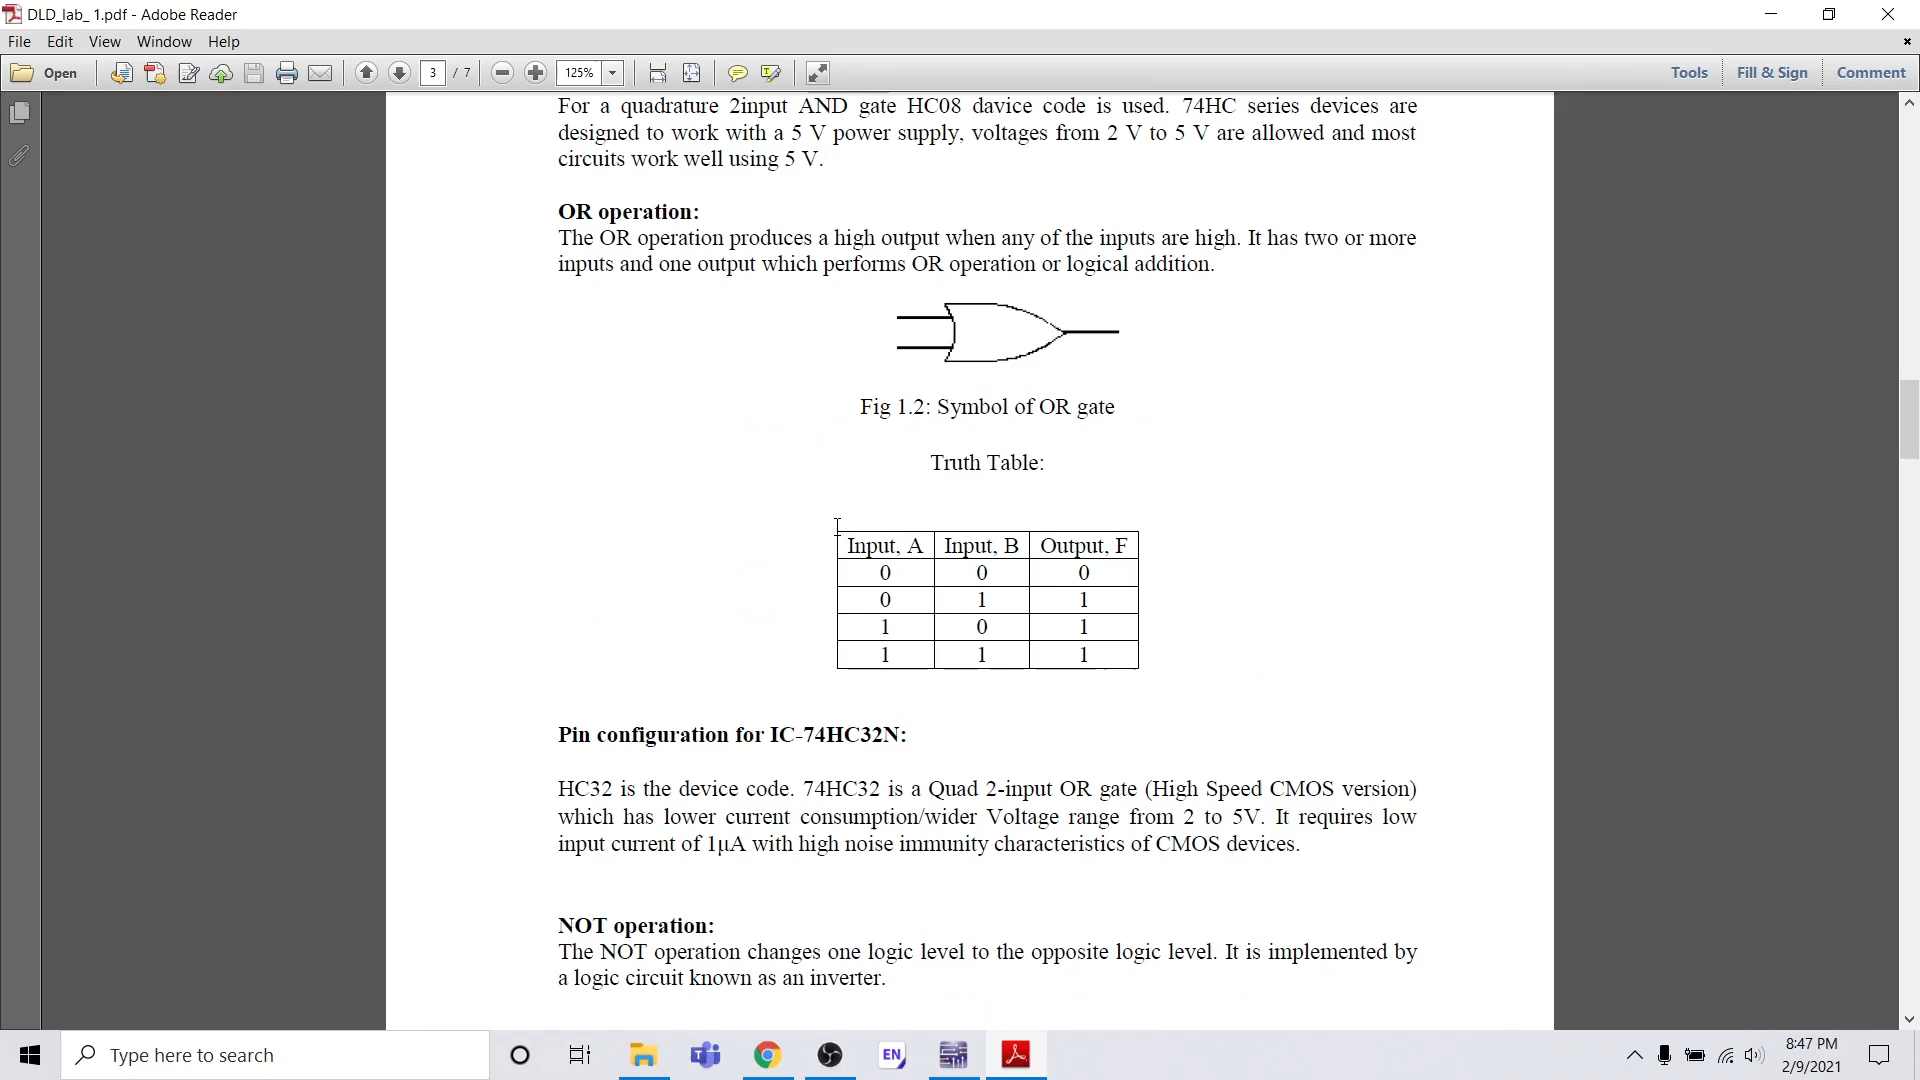 DLD_lab_ 1.pdf - Adobe Reader
File Edit View Window Help
Open 3 / 7 125% Tools Fill & Sign Comment
For a quadrature 2input AND gate HC08 davice code is used. 74HC series devices are
designed to work with a 5 V power supply, voltages from 2 V to 5 V are allowed and most
circuits work well using 5 V.
OR operation:
The OR operation produces a high output when any of the inputs are high. It has two or more
inputs and one output which performs OR operation or logical addition.
Fig 1.2: Symbol of OR gate
Truth Table:
Input, A Input, B Output, F
0 0 0
0 1 1
1 0 1
1 1 1
Pin configuration for IC-74HC32N:
HC32 is the device code. 74HC32 is a Quad 2-input OR gate (High Speed CMOS version)
which has lower current consumption/wider Voltage range from 2 to 5V. It requires low
input current of 1μA with high noise immunity characteristics of CMOS devices.
NOT operation:
The NOT operation changes one logic level to the opposite logic level. It is implemented by
a logic circuit known as an inverter.
Type here to search
EN
8:47 PM
2/9/2021